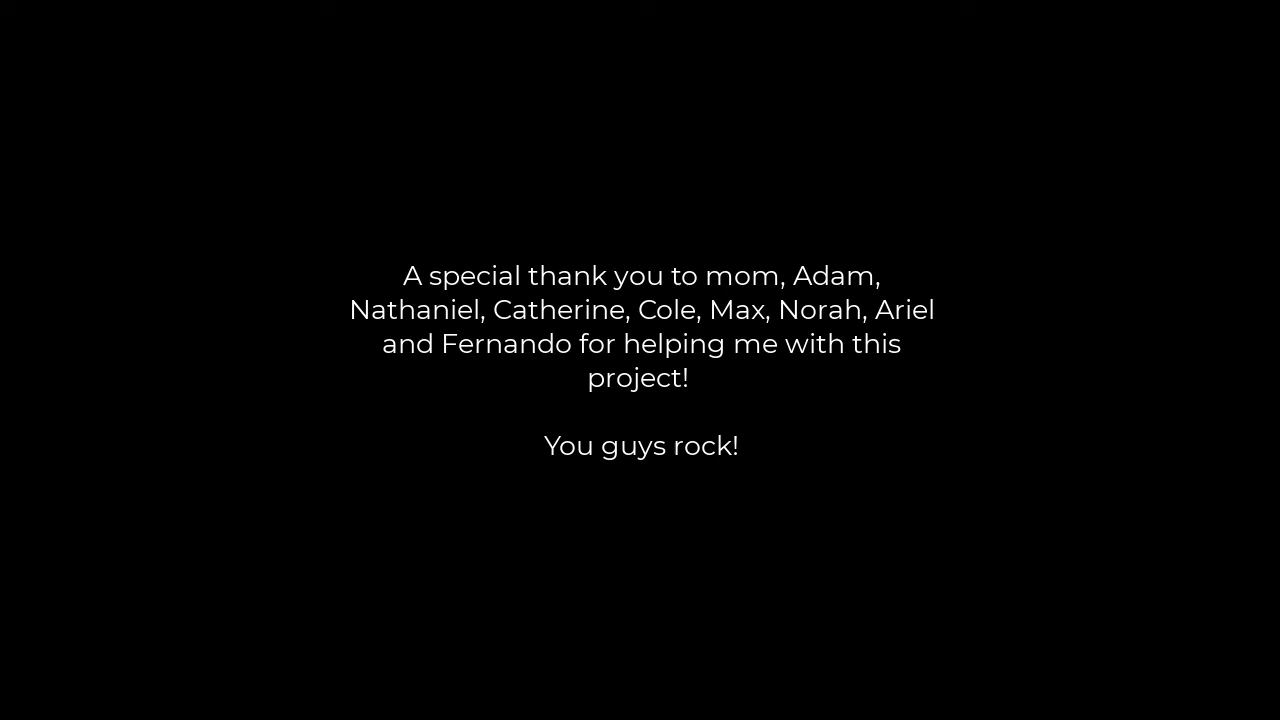 A special thank you to mom, Adam,
Nathaniel, Catherine, Cole, Max, Norah, Ariel
and Fernando for helping me with this
project!
You guys rock!